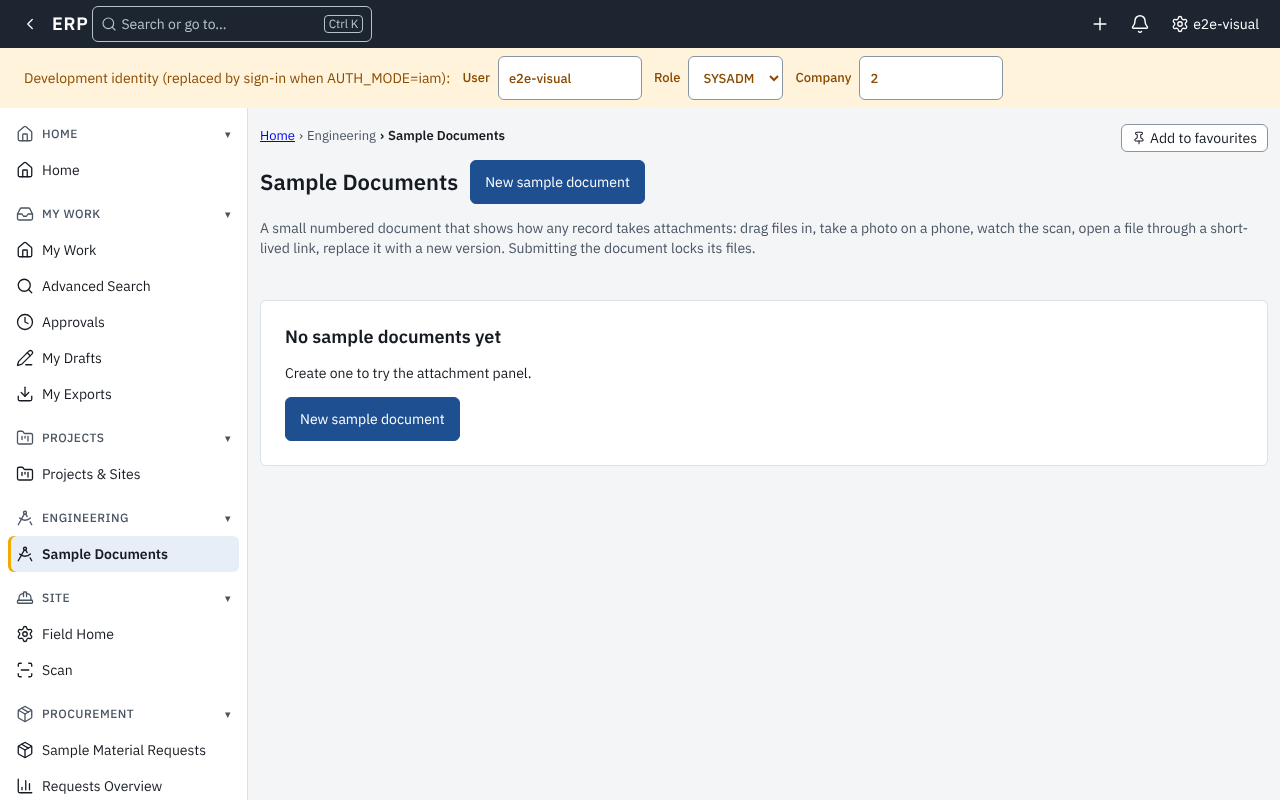 ERP
Search or go to...
Ctrl K
e2e-visual
Development identity (replaced by sign-in when AUTH_MODE=iam):
User
e2e-visual
Role
SYSADM
Company
2
HOME
Home
MY WORK
My Work
Advanced Search
Approvals
My Drafts
My Exports
PROJECTS
Projects & Sites
ENGINEERING
Sample Documents
SITE
Field Home
Scan
PROCUREMENT
Sample Material Requests
Requests Overview
Home › Engineering › Sample Documents
Add to favourites
Sample Documents
New sample document
A small numbered document that shows how any record takes attachments: drag files in, take a photo on a phone, watch the scan, open a file through a short-
lived link, replace it with a new version. Submitting the document locks its files.
No sample documents yet
Create one to try the attachment panel.
New sample document